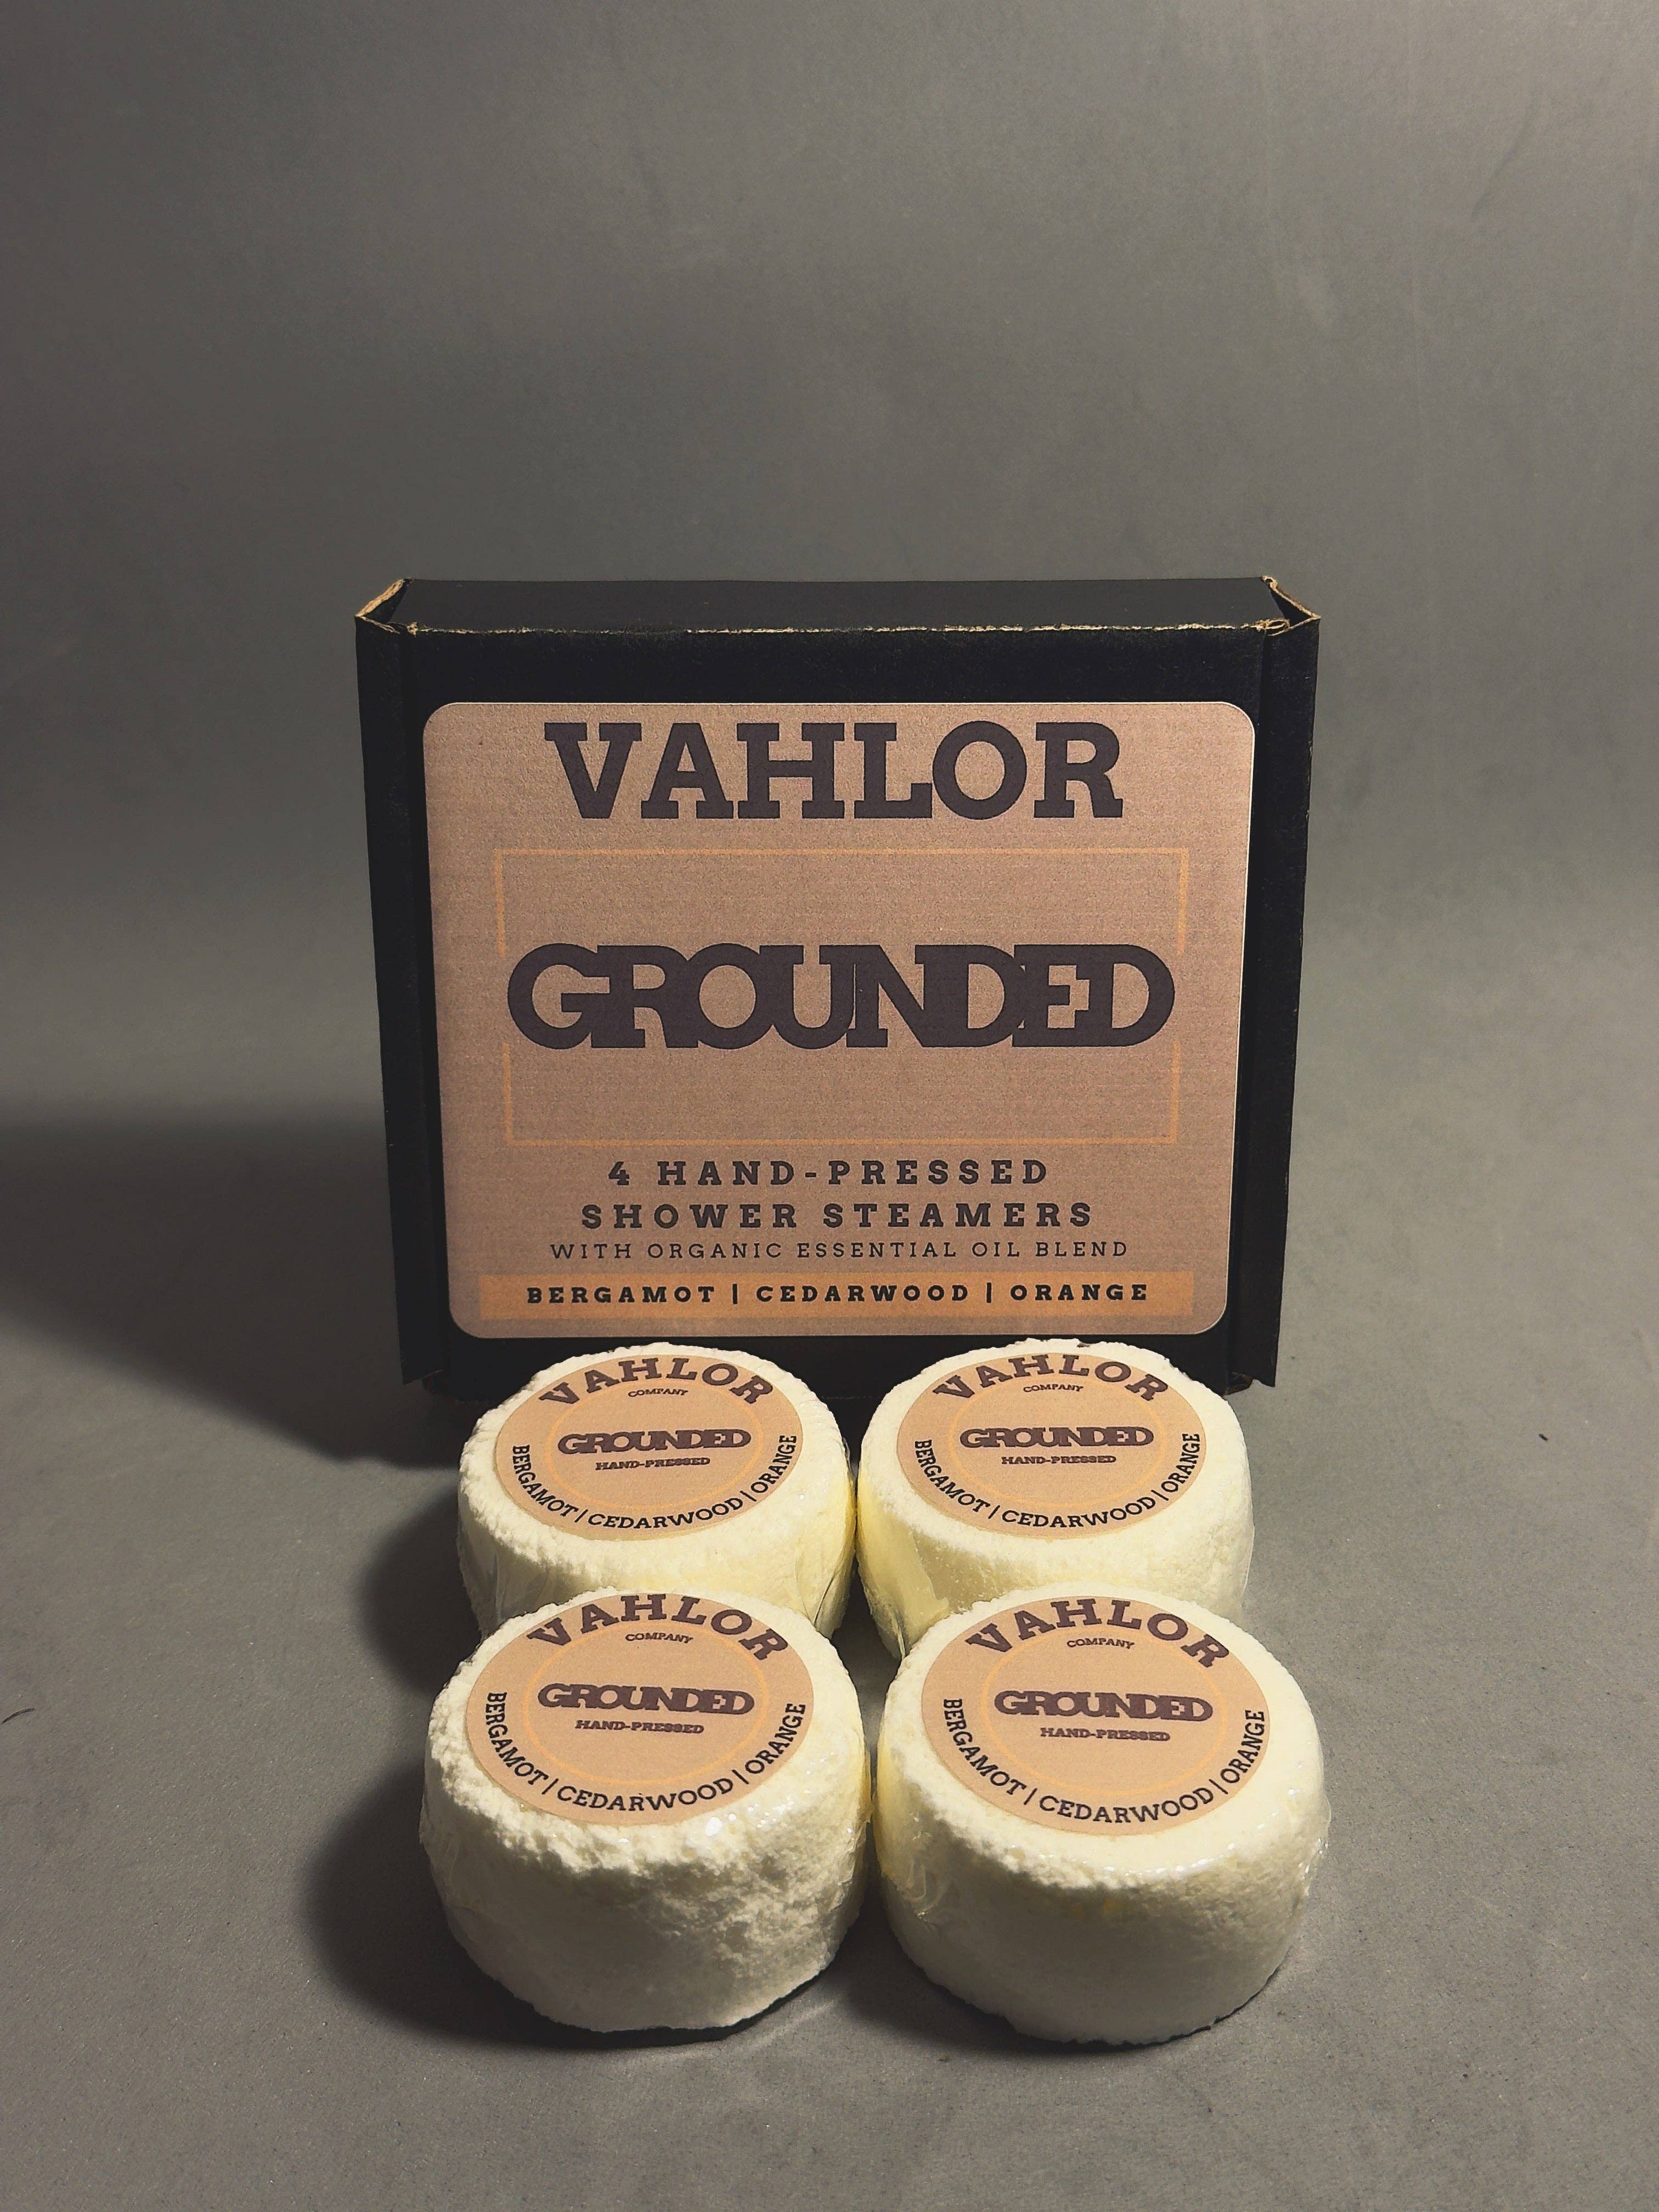 VAHLOR
GROUNDED
4 HAND-PRESSED
SHOWER STEAMERS
WITH ORGANIC ESSENTIAL OIL BLEND
BERGAMOT | CEDARWOOD | ORANGE
VAHLOR
COMPANY
GROUNDED
HAND-PRESSED
BERGAMOT | CEDARWOOD | ORANGE
VAHLOR
COMPANY
GROUNDED
HAND-PRESSED
BERGAMOT | CEDARWOOD | ORANGE
VAHLOR
COMPANY
GROUNDED
HAND-PRESSED
BERGAMOT | CEDARWOOD | ORANGE
VAHLOR
COMPANY
GROUNDED
HAND-PRESSED
BERGAMOT | CEDARWOOD | ORANGE